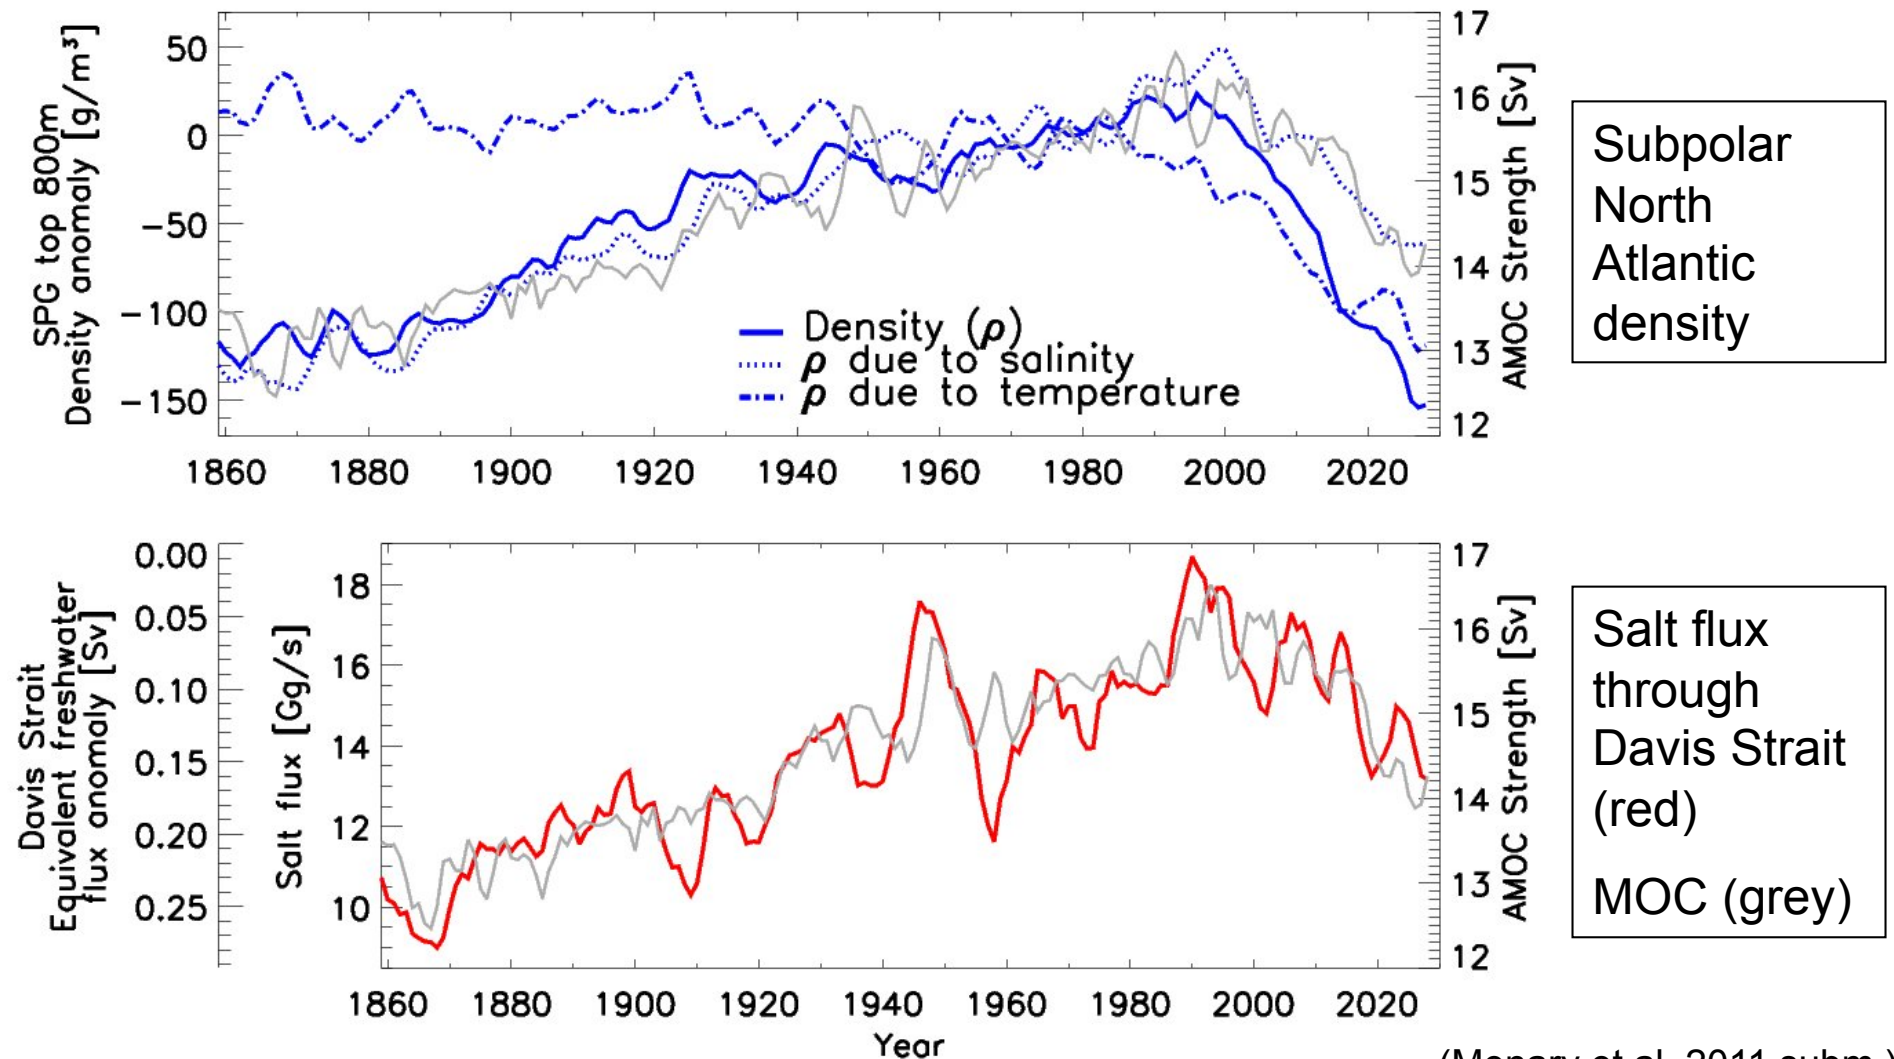 SPG top 800m
Density anomaly [g/m³]
50
0
−50
−100
−150
17
16
15
14
13
12
AMOC Strength [Sv]
Density (ρ)
ρ due to salinity
ρ due to temperature
1860 1880 1900 1920 1940 1960 1980 2000 2020
Subpolar
North
Atlantic
density
Davis Strait
Equivalent freshwater
flux anomaly [Sv]
0.00
0.05
0.10
0.15
0.20
0.25
Salt flux [Gg/s]
18
16
14
12
10
17
16
15
14
13
12
AMOC Strength [Sv]
1860 1880 1900 1920 1940 1960 1980 2000 2020
Year
Salt flux
through
Davis Strait
(red)
MOC (grey)
et al. 2011 subm.)